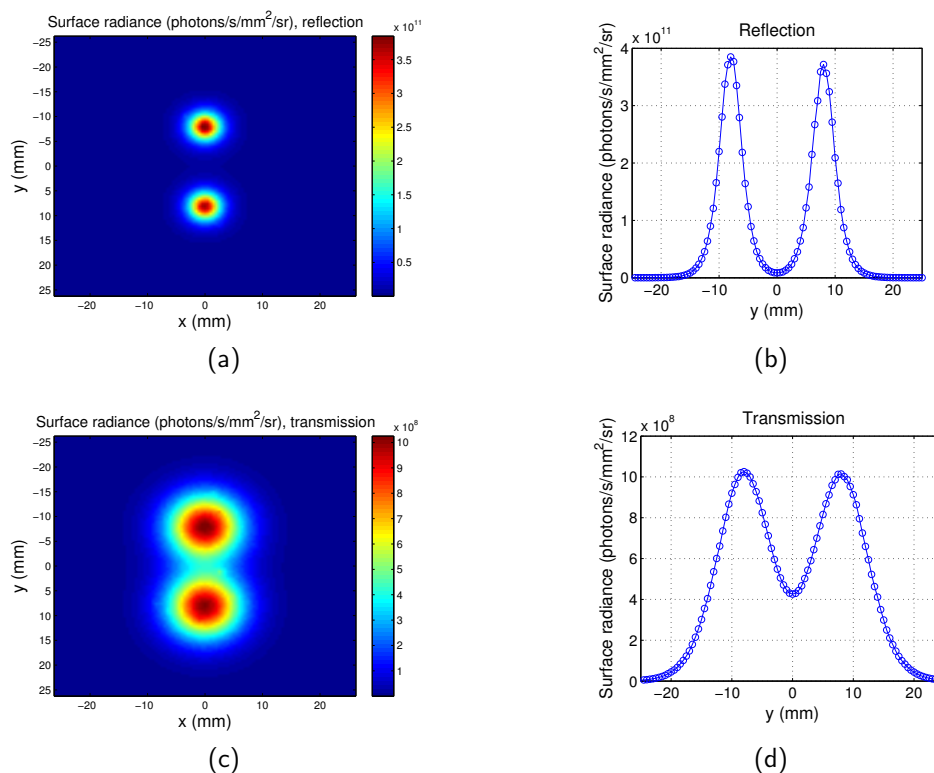 Surface radiance (photons/s/mm²/sr), reflection
x 10¹¹
−25
−20
−15
−10
−5
0
5
10
15
20
25
y (mm)
−20 −10 0 10 20
x (mm)
3.5
3
2.5
2
1.5
1
0.5
(a)
Reflection
x 10¹¹
4
3
2
1
0
Surface radiance (photons/s/mm²/sr)
−20 −10 0 10 20
y (mm)
(b)
Surface radiance (photons/s/mm²/sr), transmission
x 10⁸
−25
−20
−15
−10
−5
0
5
10
15
20
25
y (mm)
−20 −10 0 10 20
x (mm)
10
9
8
7
6
5
4
3
2
1
(c)
Transmission
x 10⁸
12
10
8
6
4
2
0
Surface radiance (photons/s/mm²/sr)
−20 −10 0 10 20
y (mm)
(d)